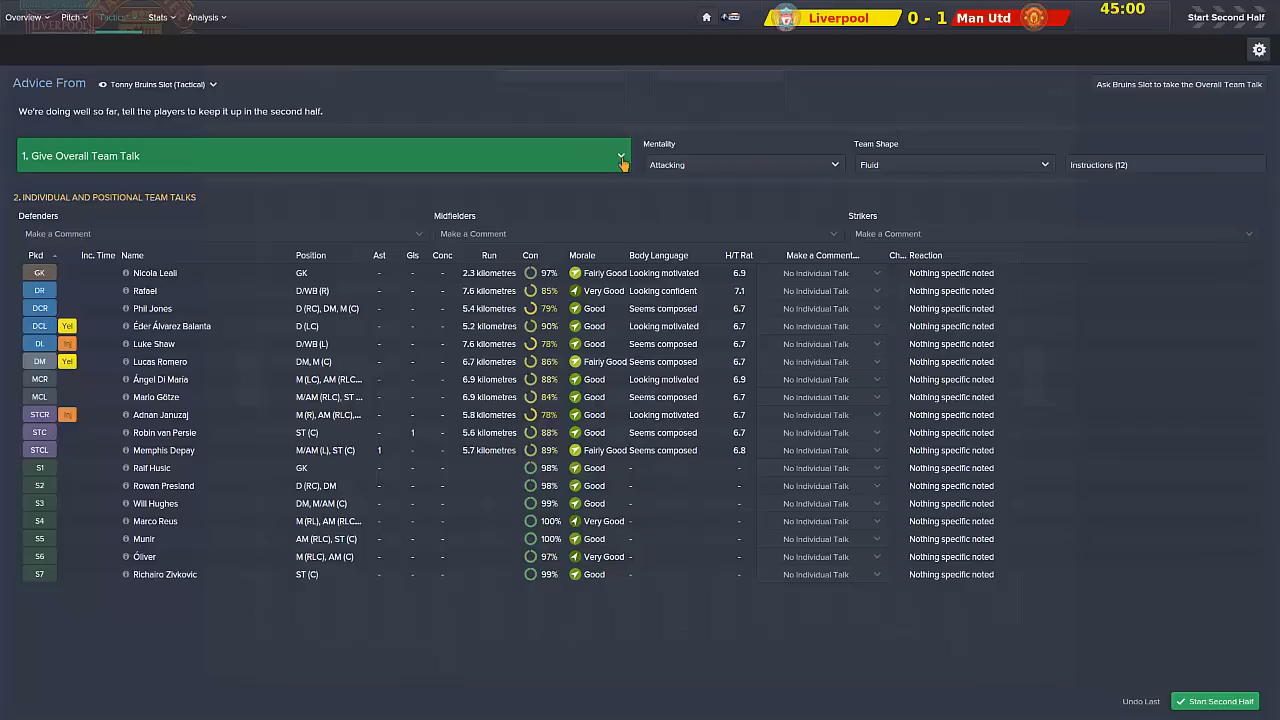 Overview Pitch Tactics Stats Analysis Liverpool 0 - 1 Man Utd 45:00 Start Second Half
Advice From Tonny Bruins Slot (Tactical) Ask Bruins Slot to take the Overall Team Talk
We're doing well so far, tell the players to keep it up in the second half.
Mentality Team Shape
1. Give Overall Team Talk Attacking Fluid Instructions (12)
2. INDIVIDUAL AND POSITIONAL TEAM TALKS
Defenders Midfielders Strikers
Make a Comment Make a Comment Make a Comment
Pkd Inc. Time Name Position Ast Gls Conc Run Con Morale Body Language H/T Rat Make a Comment... Ch... Reaction
GK Nicola Leali GK - - - 2.3 kilometres 97% Fairly Good Looking motivated 6.9 No Individual Talk Nothing specific noted
DR Rafael D/WB (R) - - - 7.6 kilometres 85% Very Good Looking confident 7.1 No Individual Talk Nothing specific noted
DCR Phil Jones D (RC), DM, M (C) - - - 5.4 kilometres 79% Good Seems composed 6.7 No Individual Talk Nothing specific noted
DCL Yel Éder Álvarez Balanta D (LC) - - - 5.2 kilometres 90% Good Looking motivated 6.7 No Individual Talk Nothing specific noted
DL Inj Luke Shaw D/WB (L) - - - 7.6 kilometres 78% Good Seems composed 6.7 No Individual Talk Nothing specific noted
DM Yel Lucas Romero DM, M (C) - - - 6.7 kilometres 86% Fairly Good Seems composed 6.7 No Individual Talk Nothing specific noted
MCR Ángel Di María M (LC), AM (RLC... - - - 6.9 kilometres 88% Good Looking motivated 6.9 No Individual Talk Nothing specific noted
MCL Mario Götze M/AM (RLC), ST ... - - - 6.9 kilometres 84% Good Seems composed 6.7 No Individual Talk Nothing specific noted
STCR Inj Adnan Januzaj M (R), AM (RLC),... - - - 5.8 kilometres 78% Good Looking motivated 6.7 No Individual Talk Nothing specific noted
STC Robin van Persie ST (C) - 1 - 5.6 kilometres 88% Good Seems composed 6.7 No Individual Talk Nothing specific noted
STCL Memphis Depay M/AM (L), ST (C) 1 - - 5.7 kilometres 89% Fairly Good Seems composed 6.8 No Individual Talk Nothing specific noted
S1 Ralf Husic GK - - - 98% Good - - No Individual Talk Nothing specific noted
S2 Rowan Presland D (RC), DM - - - 98% Good - - No Individual Talk Nothing specific noted
S3 Will Hughes DM, M/AM (C) - - - 99% Good - - No Individual Talk Nothing specific noted
S4 Marco Reus M (RL), AM (RLC... - - - 100% Very Good - - No Individual Talk Nothing specific noted
S5 Munir AM (RLC), ST (C) - - - 100% Good - - No Individual Talk Nothing specific noted
S6 Óliver M (RLC), AM (C) - - - 97% Very Good - - No Individual Talk Nothing specific noted
S7 Richairo Zivkovic ST (C) - - - 99% Good - - No Individual Talk Nothing specific noted
Undo Last Start Second Half